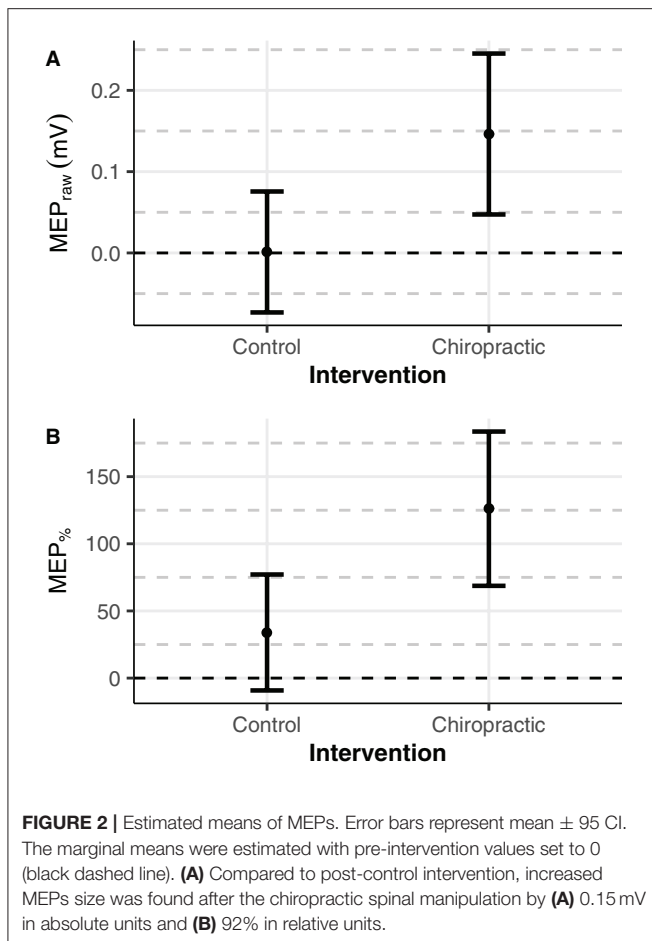 A
0.2
0.1
0.0
MEPraw (mV)
Control
Chiropractic
Intervention
B
150
100
50
0
MEP%
Control
Chiropractic
Intervention
FIGURE 2 | Estimated means of MEPs. Error bars represent mean ± 95 CI.
The marginal means were estimated with pre-intervention values set to 0
(black dashed line). (A) Compared to post-control intervention, increased
MEPs size was found after the chiropractic spinal manipulation by (A) 0.15 mV
in absolute units and (B) 92% in relative units.